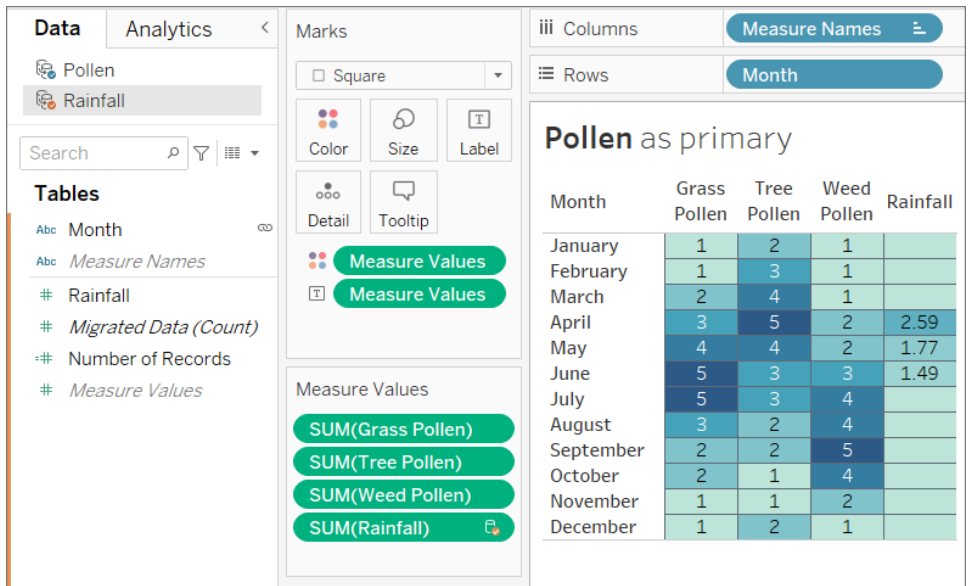 Data Analytics <
Pollen
Rainfall
Search
Tables
Abc Month
Abc Measure Names
# Rainfall
# Migrated Data (Count)
=# Number of Records
# Measure Values
Marks
Square
Color Size Label
Detail Tooltip
Measure Values
T Measure Values
Measure Values
SUM(Grass Pollen)
SUM(Tree Pollen)
SUM(Weed Pollen)
SUM(Rainfall)
iii Columns Measure Names
Rows Month
Pollen as primary
Month Grass Pollen Tree Pollen Weed Pollen Rainfall
January 1 2 1
February 1 3 1
March 2 4 1
April 3 5 2 2.59
May 4 4 2 1.77
June 5 3 3 1.49
July 5 3 4
August 3 2 4
September 2 2 5
October 2 1 4
November 1 1 2
December 1 2 1